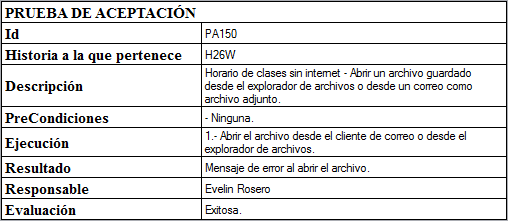 PRUEBA DE ACEPTACIÓN
Id PA150
Historia a la que pertenece H26W
Descripción Horario de clases sin internet - Abrir un archivo guardado
desde el explorador de archivos o desde un correo como
archivo adjunto.
PreCondiciones - Ninguna.
Ejecución 1.- Abrir el archivo desde el cliente de correo o desde el
explorador de archivos.
Resultado Mensaje de error al abrir el archivo.
Responsable Evelin Rosero
Evaluación Exitosa.